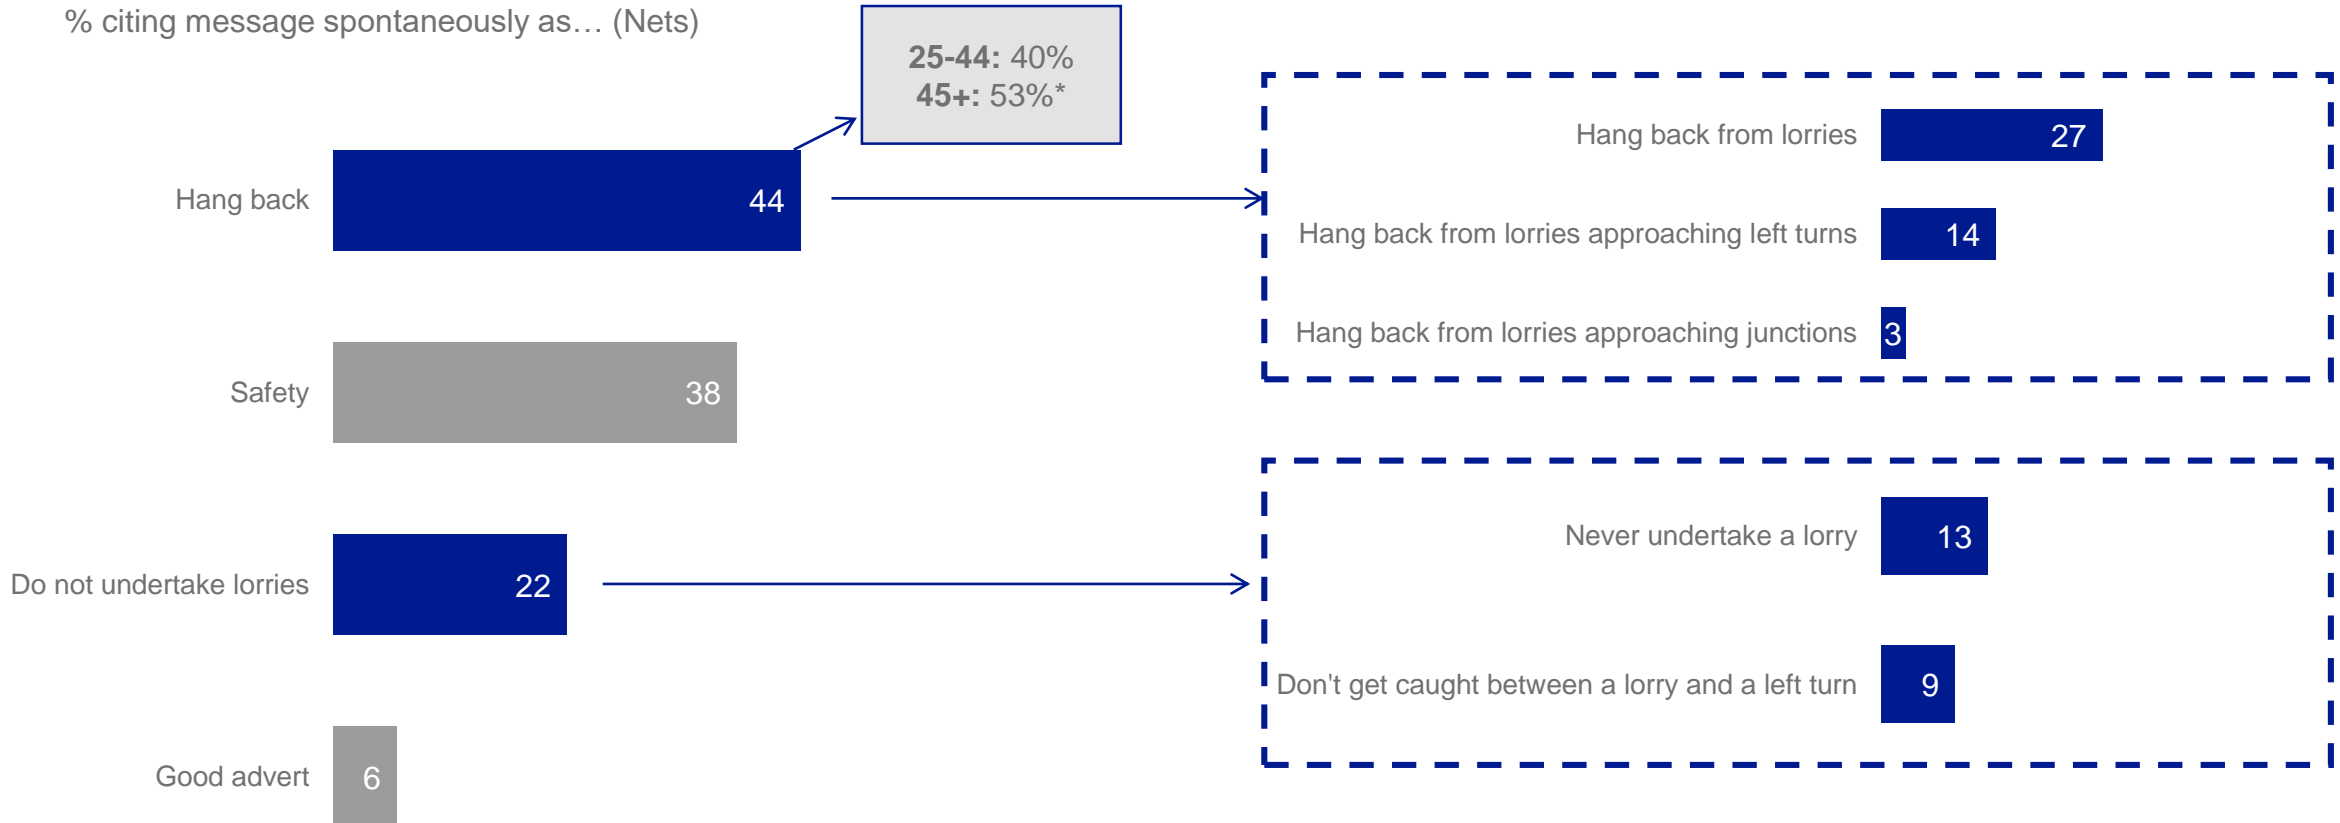 % citing message spontaneously as… (Nets)
25-44: 40%
45+: 53%*
Hang back
44
Safety
38
Do not undertake lorries
22
Good advert
6
Hang back from lorries
27
Hang back from lorries approaching left turns
14
Hang back from lorries approaching junctions
3
Never undertake a lorry
13
Don't get caught between a lorry and a left turn
9